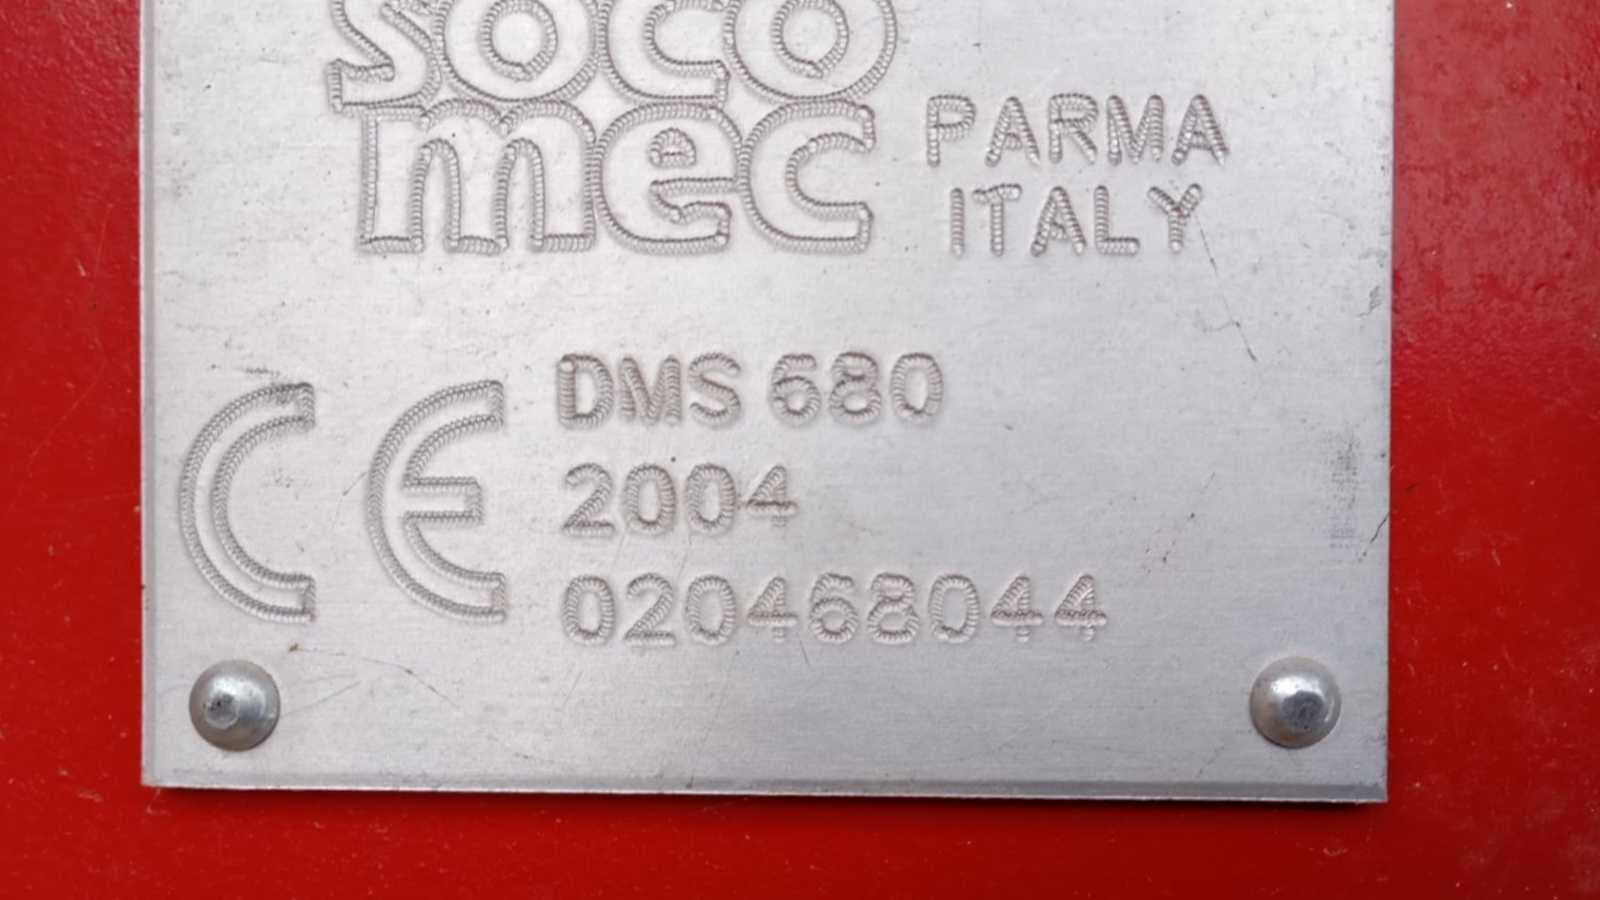 soco
mec
PARMA
ITALY
CE
DMS 680
2004
020468044